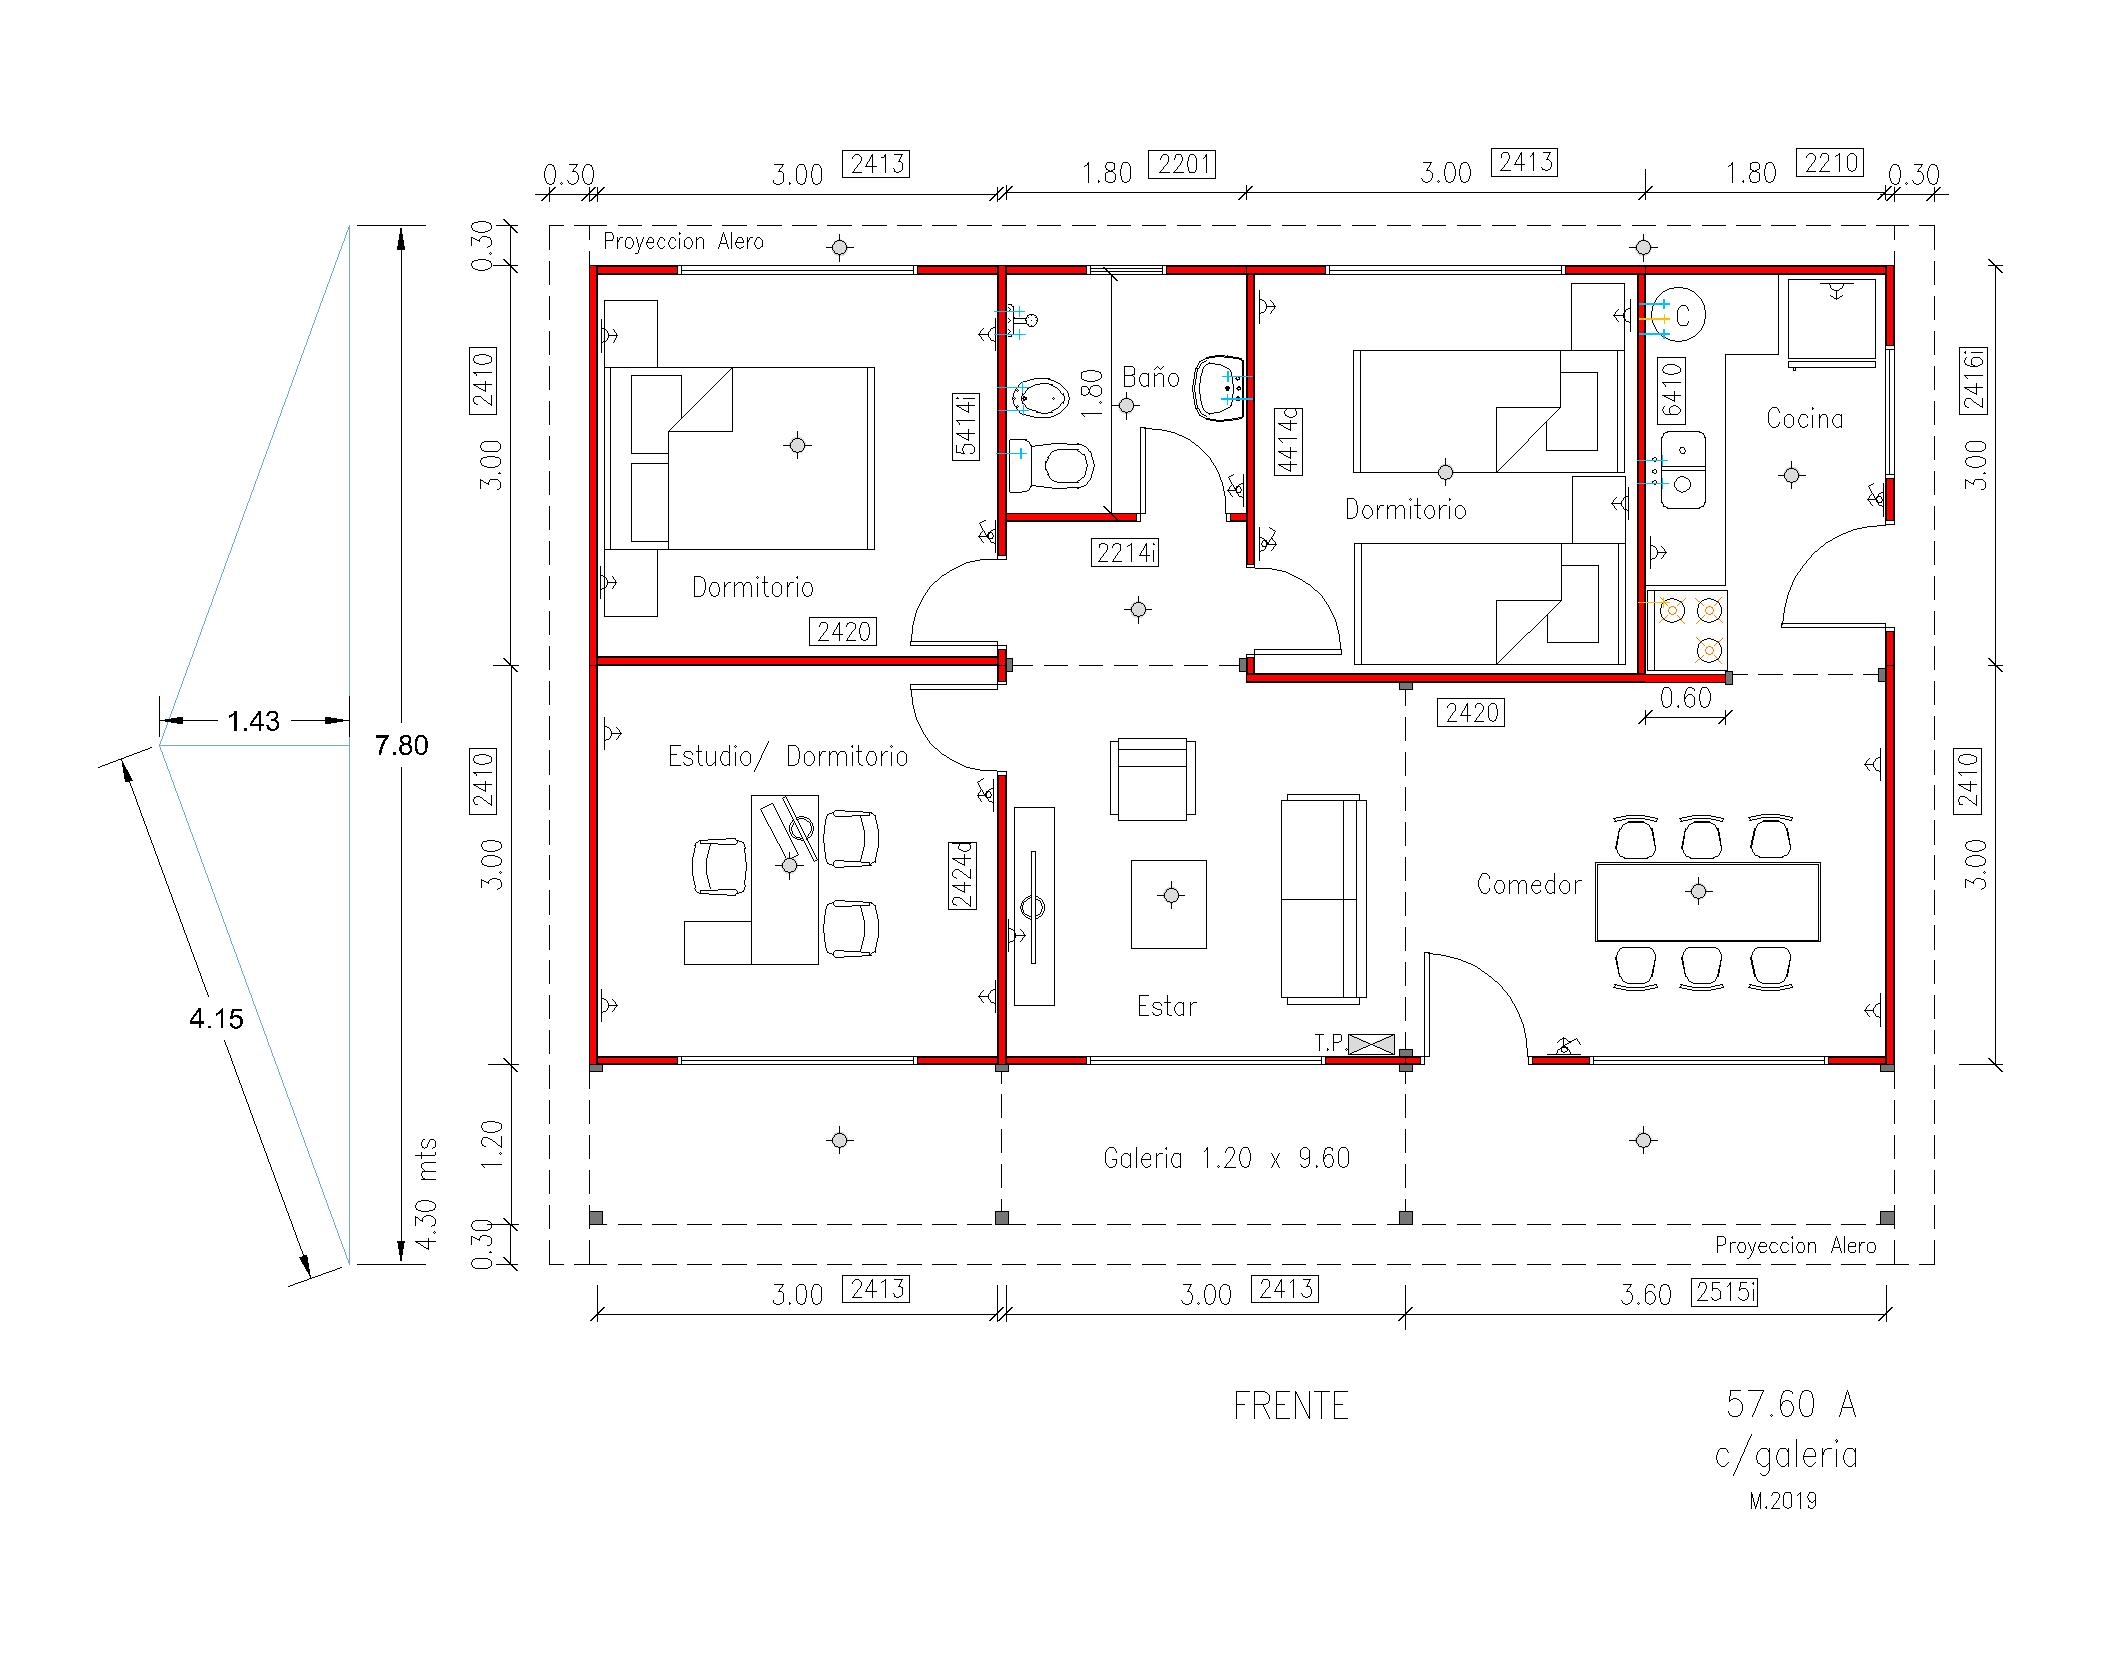 0.30
3.00
2413
1.80
2201
3.00
2413
1.80
2210
0.30
0.30
Proyeccion Alero
2410
3.00
5414i
1.80
Baño
4414c
6410
C
Cocina
2416i
3.00
Dormitorio
2214i
Dormitorio
2420
0.60
2420
1.43
7.80
4.15
2410
3.00
Estudio/ Dormitorio
2424d
Estar
T.P.
Comedor
2410
3.00
1.20
4.30 mts
0.30
Galeria 1.20 x 9.60
Proyeccion Alero
3.00
2413
3.00
2413
3.60
2515i
FRENTE
57.60 A
c/galeria
M.2019